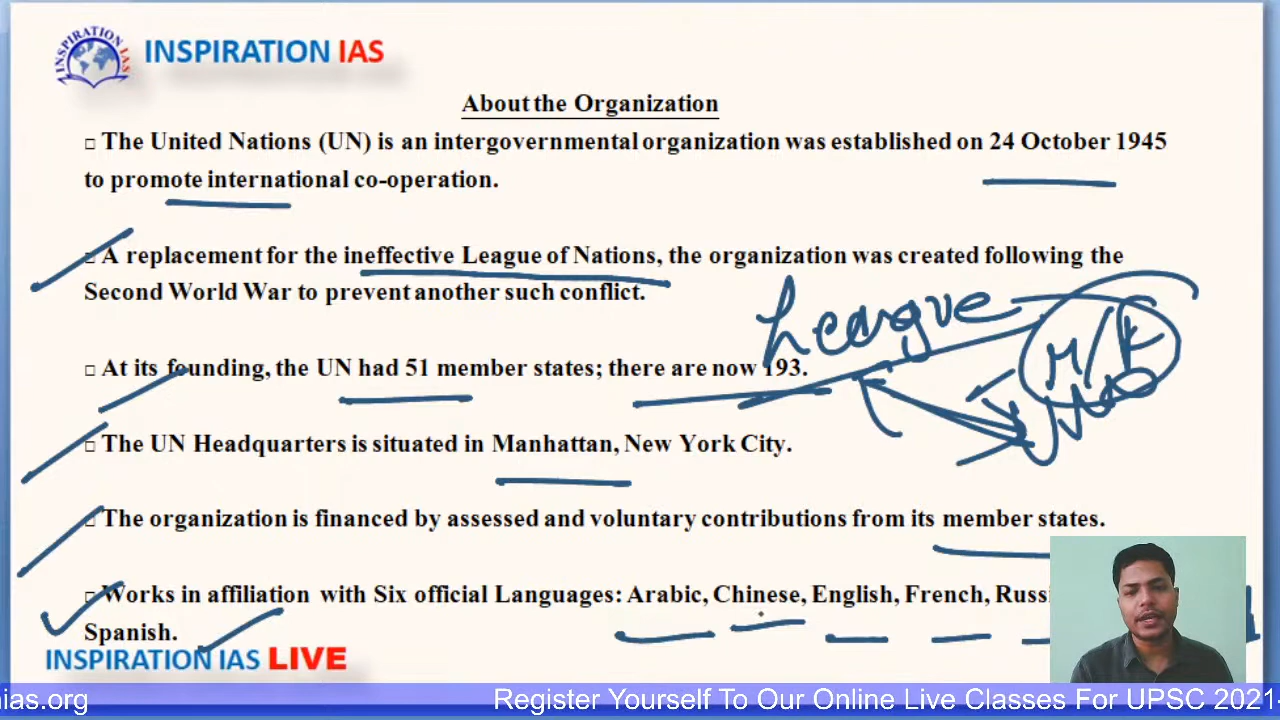 INSPIRATION IAS
INSPIRATION IAS
About the Organization
□ The United Nations (UN) is an intergovernmental organization was established on 24 October 1945
to promote international co-operation.
□ A replacement for the ineffective League of Nations, the organization was created following the
Second World War to prevent another such conflict.
League
□ At its founding, the UN had 51 member states; there are now 193.
□ The UN Headquarters is situated in Manhattan, New York City.
□ The organization is financed by assessed and voluntary contributions from its member states.
□ Works in affiliation with Six official Languages: Arabic, Chinese, English, French, Russi
Spanish.
INSPIRATION IAS LIVE
ias.org Register Yourself To Our Online Live Classes For UPSC 2021